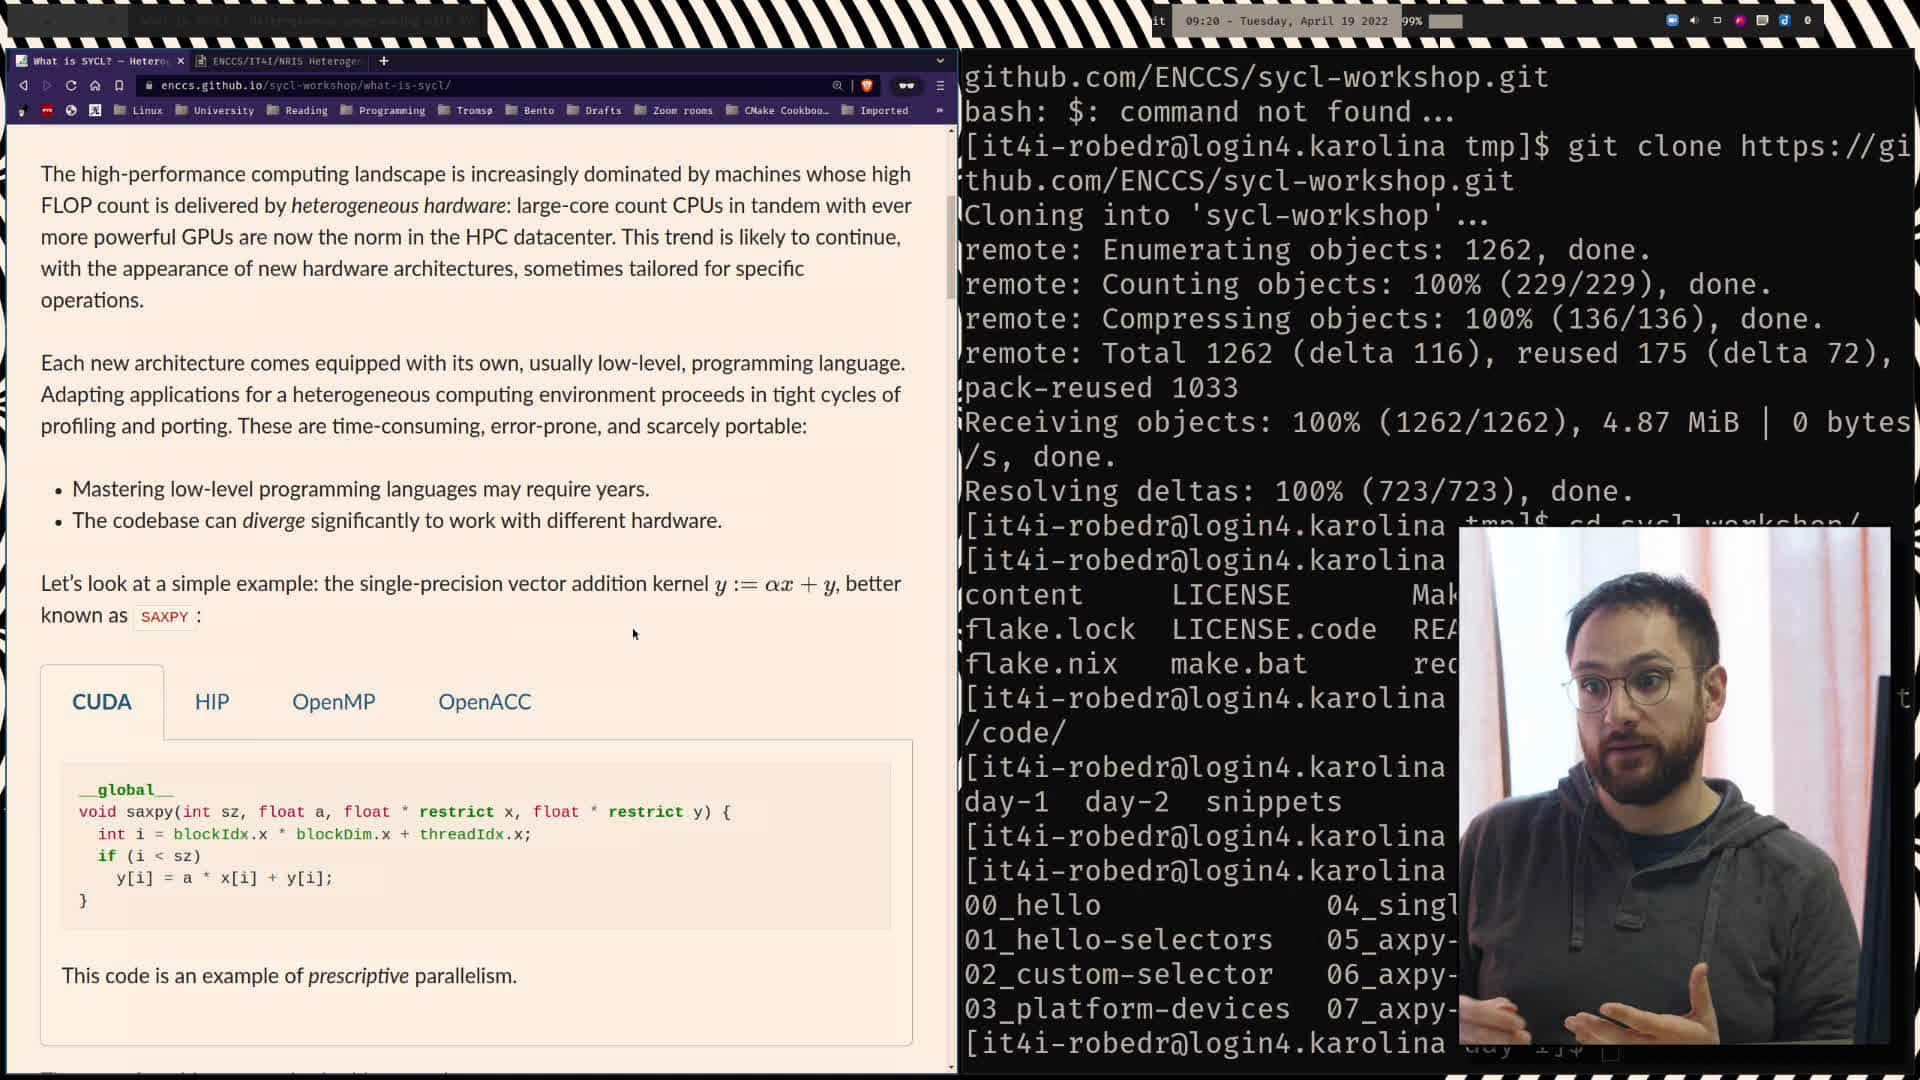 it
09:20 - Tuesday, April 19 2022
99%
What is SYCL? — Heterog
ENCCS/IT4I/NRIS Heterogen
enccs.github.io/sycl-workshop/what-is-sycl/
Linux
University
Reading
Programming
Tromsø
Bento
Drafts
Zoom rooms
CMake Cookboo…
Imported
»
The high-performance computing landscape is increasingly dominated by machines whose high
FLOP count is delivered by heterogeneous hardware: large-core count CPUs in tandem with ever
more powerful GPUs are now the norm in the HPC datacenter. This trend is likely to continue,
with the appearance of new hardware architectures, sometimes tailored for specific
operations.
Each new architecture comes equipped with its own, usually low-level, programming language.
Adapting applications for a heterogeneous computing environment proceeds in tight cycles of
profiling and porting. These are time-consuming, error-prone, and scarcely portable:
• Mastering low-level programming languages may require years.
• The codebase can diverge significantly to work with different hardware.
Let's look at a simple example: the single-precision vector addition kernel y := αx + y, better
known as SAXPY :
CUDA
HIP
OpenMP
OpenACC
__global__
void saxpy(int sz, float a, float * restrict x, float * restrict y) {
int i = blockIdx.x * blockDim.x + threadIdx.x;
if (i < sz)
y[i] = a * x[i] + y[i];
}
This code is an example of prescriptive parallelism.
github.com/ENCCS/sycl-workshop.git
bash: $: command not found...
[it4i-robedr@login4.karolina tmp]$ git clone https://gi
thub.com/ENCCS/sycl-workshop.git
Cloning into 'sycl-workshop'...
remote: Enumerating objects: 1262, done.
remote: Counting objects: 100% (229/229), done.
remote: Compressing objects: 100% (136/136), done.
remote: Total 1262 (delta 116), reused 175 (delta 72),
pack-reused 1033
Receiving objects: 100% (1262/1262), 4.87 MiB | 0 bytes
/s, done.
Resolving deltas: 100% (723/723), done.
[it4i-robedr@login4.karolina tmp]$ cd sycl-workshop/
[it4i-robedr@login4.karolina
content LICENSE Mak
flake.lock LICENSE.code REA
flake.nix make.bat rec
[it4i-robedr@login4.karolina t
/code/
[it4i-robedr@login4.karolina
day-1 day-2 snippets
[it4i-robedr@login4.karolina
[it4i-robedr@login4.karolina
00_hello 04_singl
01_hello-selectors 05_axpy-
02_custom-selector 06_axpy-
03_platform-devices 07_axpy-
[it4i-robedr@login4.karolina day-1]$